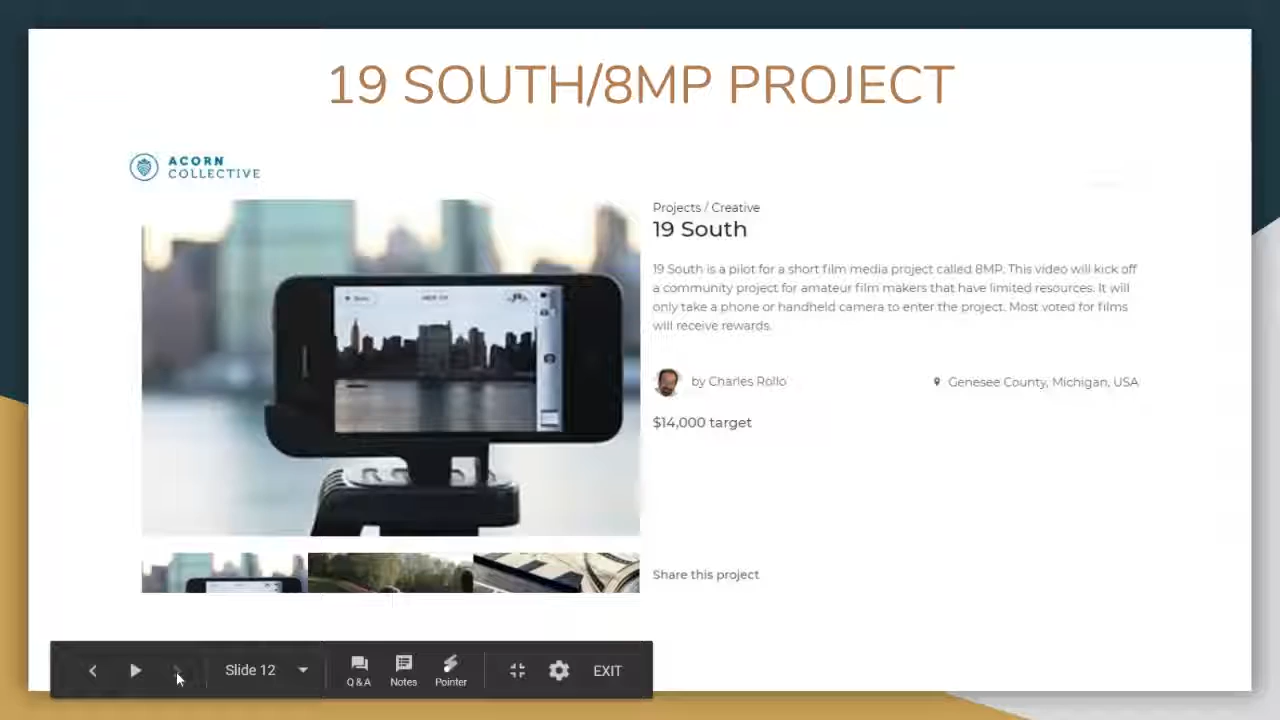 19 SOUTH/8MP PROJECT
ACORN
COLLECTIVE
Projects / Creative
19 South
19 South is a pilot for a short film media project called 8MP. This video will kick off
a community project for amateur film makers that have limited resources. It will
only take a phone or handheld camera to enter the project. Most voted for films
will receive rewards.
by Charles Rollo
Genesee County, Michigan, USA
$14,000 target
Share this project
Slide 12
Q & A
Notes
Pointer
EXIT